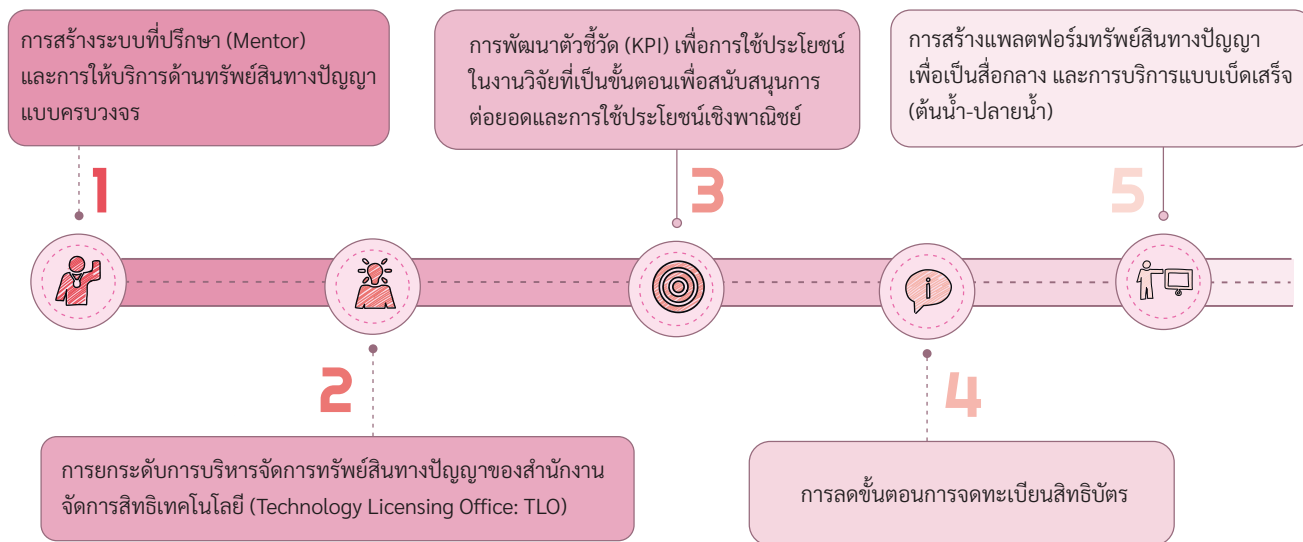 การสร้างระบบที่ปรึกษา (Mentor)
และการให้บริการด้านทรัพย์สินทางปัญญา
แบบครบวงจร
1
2
การยกระดับการบริหารจัดการทรัพย์สินทางปัญญาของสำนักงาน
จัดการสิทธิเทคโนโลยี (Technology Licensing Office: TLO)
การพัฒนาตัวชี้วัด (KPI) เพื่อการใช้ประโยชน์
ในงานวิจัยที่เป็นขั้นตอนเพื่อสนับสนุนการ
ต่อยอดและการใช้ประโยชน์เชิงพาณิชย์
3
i
4
การลดขั้นตอนการจดทะเบียนสิทธิบัตร
การสร้างแพลตฟอร์มทรัพย์สินทางปัญญา
เพื่อเป็นสื่อกลาง และการบริการแบบเบ็ดเสร็จ
(ต้นน้ำ-ปลายน้ำ)
5